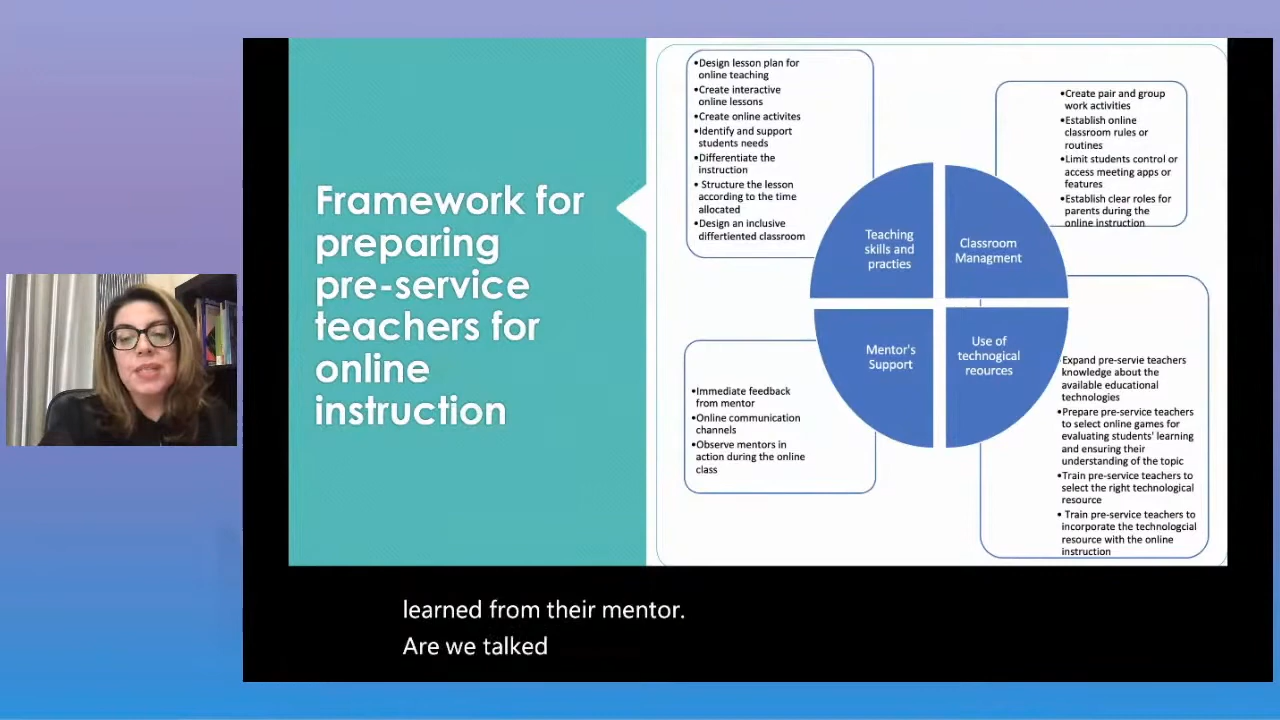 Framework for
preparing
pre-service
teachers for
online
instruction
•Design lesson plan for
online teaching
•Create interactive
online lessons
•Create online activites
•Identify and support
students needs
•Differentiate the
instruction
• Structure the lesson
according to the time
allocated
•Design an inclusive
differtiented classroom
•Create pair and group
work activities
•Establish online
classroom rules or
routines
•Limit students control or
access meeting apps or
features
•Establish clear roles for
parents during the
online instruction
Teaching
skills and
practies
Classroom
Managment
Mentor's
Support
Use of
technogical
resources
•Immediate feedback
from mentor
•Online communication
channels
•Observe mentors in
action during the online
class
Expand pre-servie teachers
knowledge about the
available educational
technologies
•Prepare pre-service teachers
to select online games for
evaluating students' learning
and ensuring their
understanding of the topic
•Train pre-service teachers to
select the right technological
resource
• Train pre-service teachers to
incorporate the technologcial
resource with the online
instruction
learned from their mentor.
Are we talked